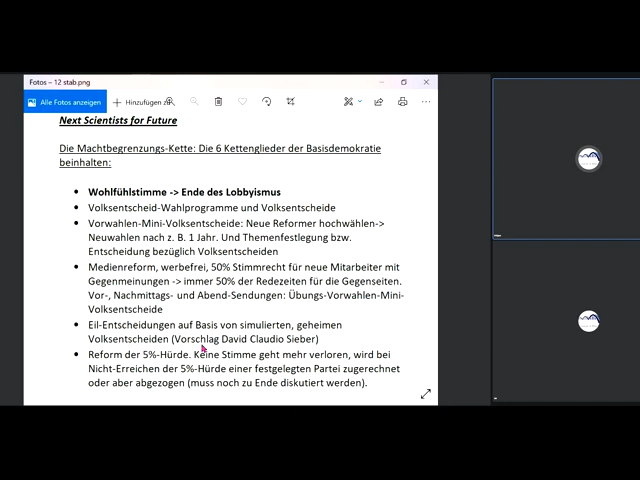 Fotos – 12 stab.png
Alle Fotos anzeigen
Hinzufügen zu
Next Scientists for Future
Die Machtbegrenzungs-Kette: Die 6 Kettenglieder der Basisdemokratie
beinhalten:
• Wohlfühlstimme -> Ende des Lobbyismus
• Volksentscheid-Wahlprogramme und Volksentscheide
• Vorwahlen-Mini-Volksentscheide: Neue Reformer hochwählen->
Neuwahlen nach z. B. 1 Jahr. Und Themenfestlegung bzw.
Entscheidung bezüglich Volksentscheiden
• Medienreform, werbefrei, 50% Stimmrecht für neue Mitarbeiter mit
Gegenmeinungen -> immer 50% der Redezeiten für die Gegenseiten.
Vor-, Nachmittags- und Abend-Sendungen: Übungs-Vorwahlen-Mini-
Volksentscheide
• Eil-Entscheidungen auf Basis von simulierten, geheimen
Volksentscheiden (Vorschlag David Claudio Sieber)
• Reform der 5%-Hürde. Keine Stimme geht mehr verloren, wird bei
Nicht-Erreichen der 5%-Hürde einer festgelegten Partei zugerechnet
oder aber abgezogen (muss noch zu Ende diskutiert werden).